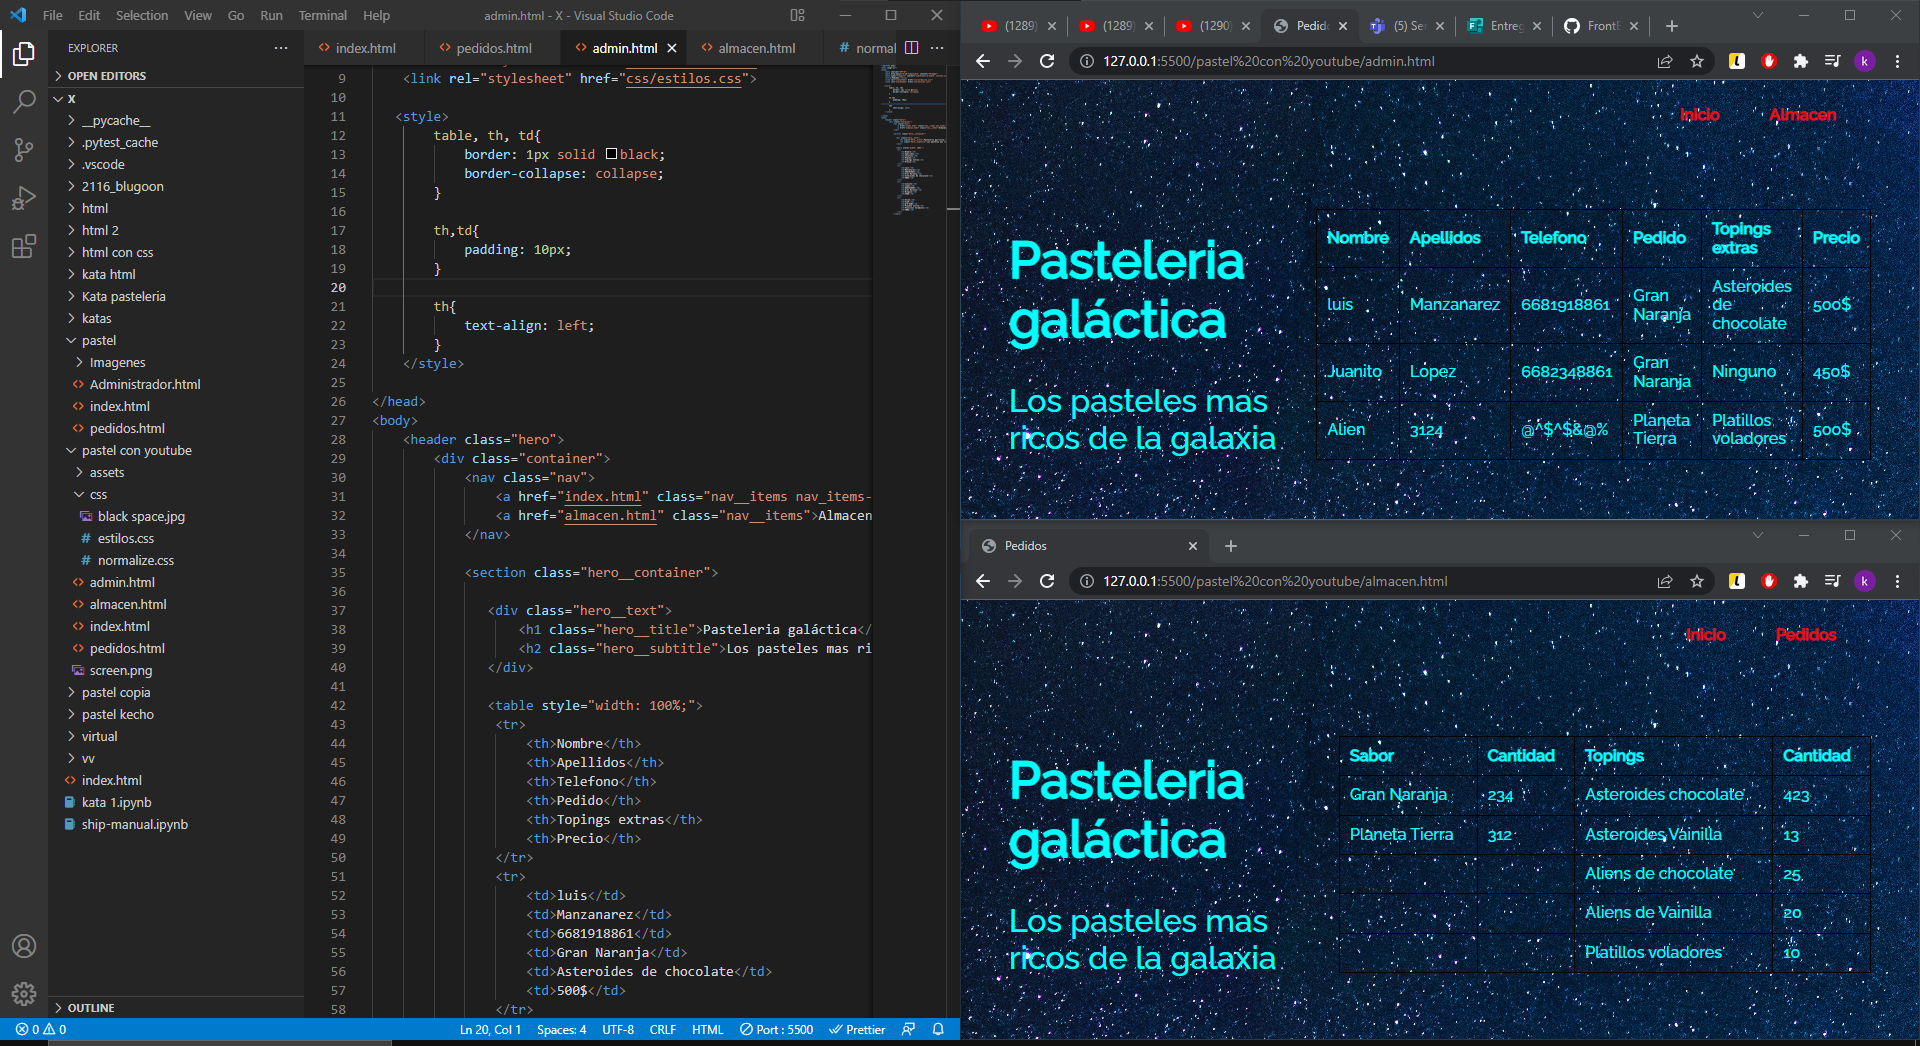 File Edit Selection View Go Run Terminal Help
admin.html - X - Visual Studio Code
EXPLORER
OPEN EDITORS
X
__pycache__
.pytest_cache
.vscode
2116_blugoon
html
html 2
html con css
kata html
Kata pasteleria
katas
pastel
Imagenes
Administrador.html
index.html
pedidos.html
pastel con youtube
assets
css
black space.jpg
estilos.css
normalize.css
admin.html
almacen.html
index.html
pedidos.html
screen.png
pastel copia
pastel kecho
virtual
vv
index.html
kata 1.ipynb
ship-manual.ipynb
OUTLINE
index.html pedidos.html admin.html almacen.html # normal
9 <link rel="stylesheet" href="css/estilos.css">
10
11 <style>
12 table, th, td{
13 border: 1px solid black;
14 border-collapse: collapse;
15 }
16
17 th,td{
18 padding: 10px;
19 }
20
21 th{
22 text-align: left;
23 }
24 </style>
25
26 </head>
27 <body>
28 <header class="hero">
29 <div class="container">
30 <nav class="nav">
31 <a href="index.html" class="nav__items nav_items-
32 <a href="almacen.html" class="nav__items">Almacen
33 </nav>
34
35 <section class="hero__container">
36
37 <div class="hero__text">
38 <h1 class="hero__title">Pasteleria galáctica</
39 <h2 class="hero__subtitle">Los pasteles mas ri
40 </div>
41
42 <table style="width: 100%;">
43 <tr>
44 <th>Nombre</th>
45 <th>Apellidos</th>
46 <th>Telefono</th>
47 <th>Pedido</th>
48 <th>Topings extras</th>
49 <th>Precio</th>
50 </tr>
51 <tr>
52 <td>luis</td>
53 <td>Manzanarez</td>
54 <td>6681918861</td>
55 <td>Gran Naranja</td>
56 <td>Asteroides de chocolate</td>
57 <td>500$</td>
58 </tr>
0 0 Ln 20, Col 1 Spaces: 4 UTF-8 CRLF HTML Port : 5500 Prettier
(1289) (1289) (1290) Pedido (5) Se Entreg FrontE
127.0.0.1:5500/pastel%20con%20youtube/admin.html
k
Inicio Almacen
Pasteleria
galáctica
Los pasteles mas
ricos de la galaxia
Nombre Apellidos Telefono Pedido Topings extras Precio
luis Manzanarez 6681918861 Gran Naranja Asteroides de chocolate 500$
Juanito Lopez 6682348861 Gran Naranja Ninguno 450$
Alien 3124 @^$^$&@% Planeta Tierra Platillos voladores 500$
Pedidos
127.0.0.1:5500/pastel%20con%20youtube/almacen.html
k
Inicio Pedidos
Pasteleria
galáctica
Los pasteles mas
ricos de la galaxia
Sabor Cantidad Topings Cantidad
Gran Naranja 234 Asteroides chocolate 423
Planeta Tierra 312 Asteroides Vainilla 13
Aliens de chocolate 25
Aliens de Vainilla 20
Platillos voladores 10